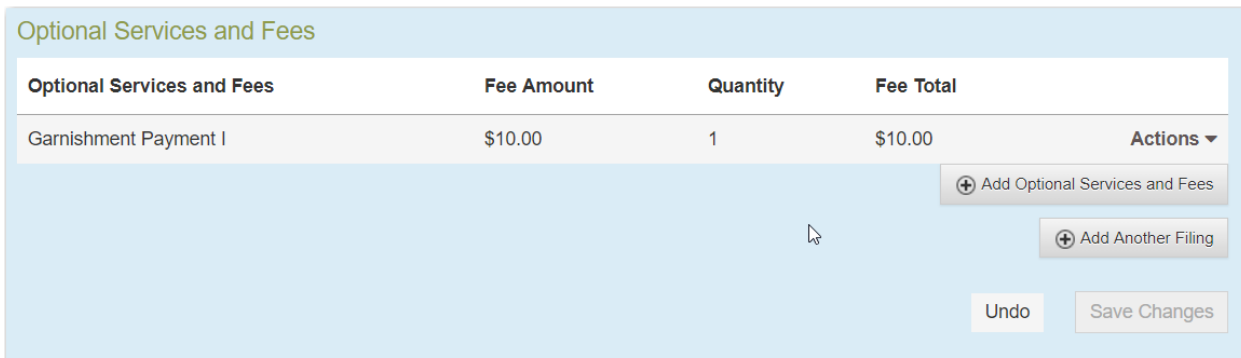 Optional Services and Fees
Optional Services and Fees Fee Amount Quantity Fee Total
Garnishment Payment I $10.00 1 $10.00 Actions
Add Optional Services and Fees
Add Another Filing
Undo Save Changes